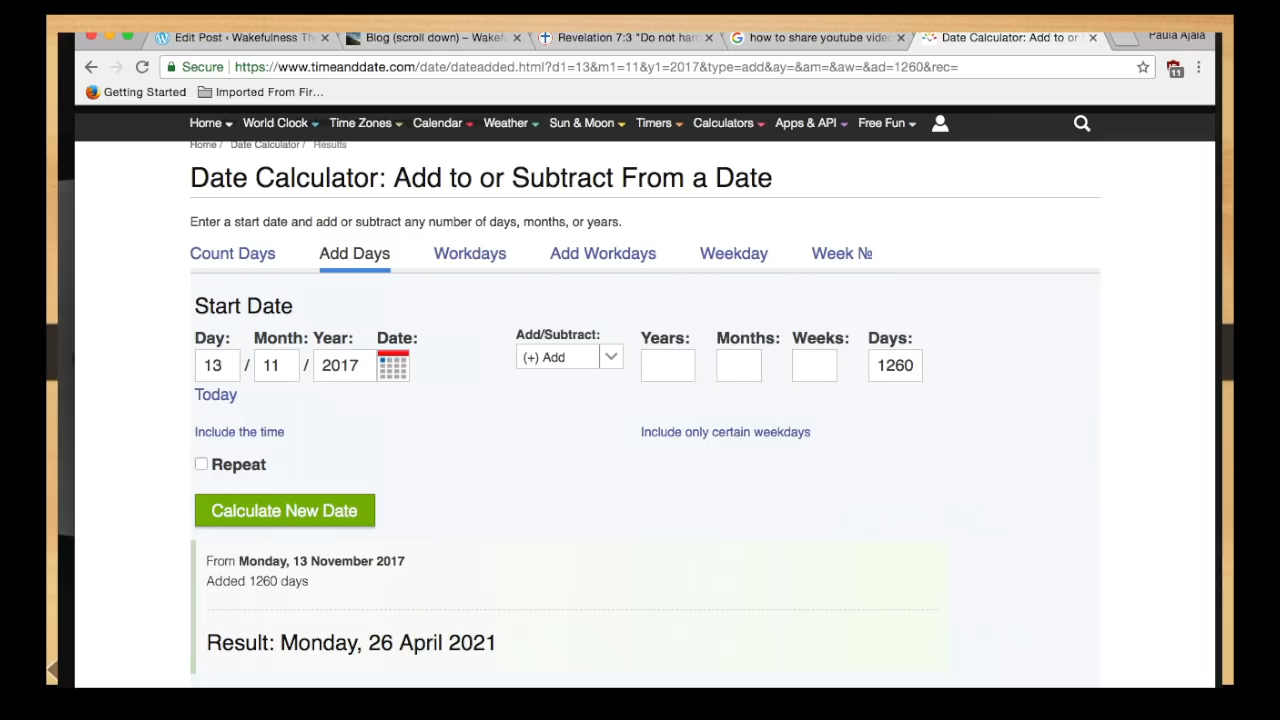 Edit Post ‹ Wakefulness Th
Blog (scroll down) – Wakef
Revelation 7:3 "Do not harm
how to share youtube video
Date Calculator: Add to or
Paula Ajala
Secure
https://www.timeanddate.com/date/dateadded.html?d1=13&m1=11&y1=2017&type=add&ay=&am=&aw=&ad=1260&rec=
11
Getting Started
Imported From Fir...
Home World Clock Time Zones Calendar Weather Sun & Moon Timers Calculators Apps & API Free Fun
Home / Date Calculator / Results
Date Calculator: Add to or Subtract From a Date
Enter a start date and add or subtract any number of days, months, or years.
Count Days Add Days Workdays Add Workdays Weekday Week №
Start Date
Day: Month: Year: Date: Add/Subtract: Years: Months: Weeks: Days:
13 / 11 / 2017 (+) Add 1260
Today
Include the time Include only certain weekdays
Repeat
Calculate New Date
From Monday, 13 November 2017
Added 1260 days
Result: Monday, 26 April 2021